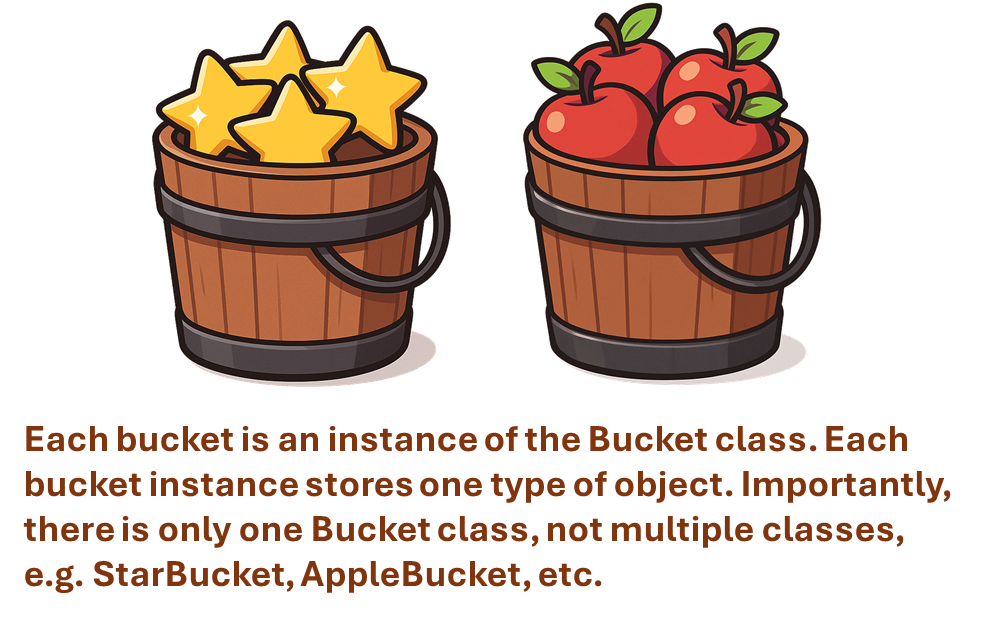 Each bucket is an instance of the Bucket class. Each
bucket instance stores one type of object. Importantly,
there is only one Bucket class, not multiple classes,
e.g. StarBucket, AppleBucket, etc.